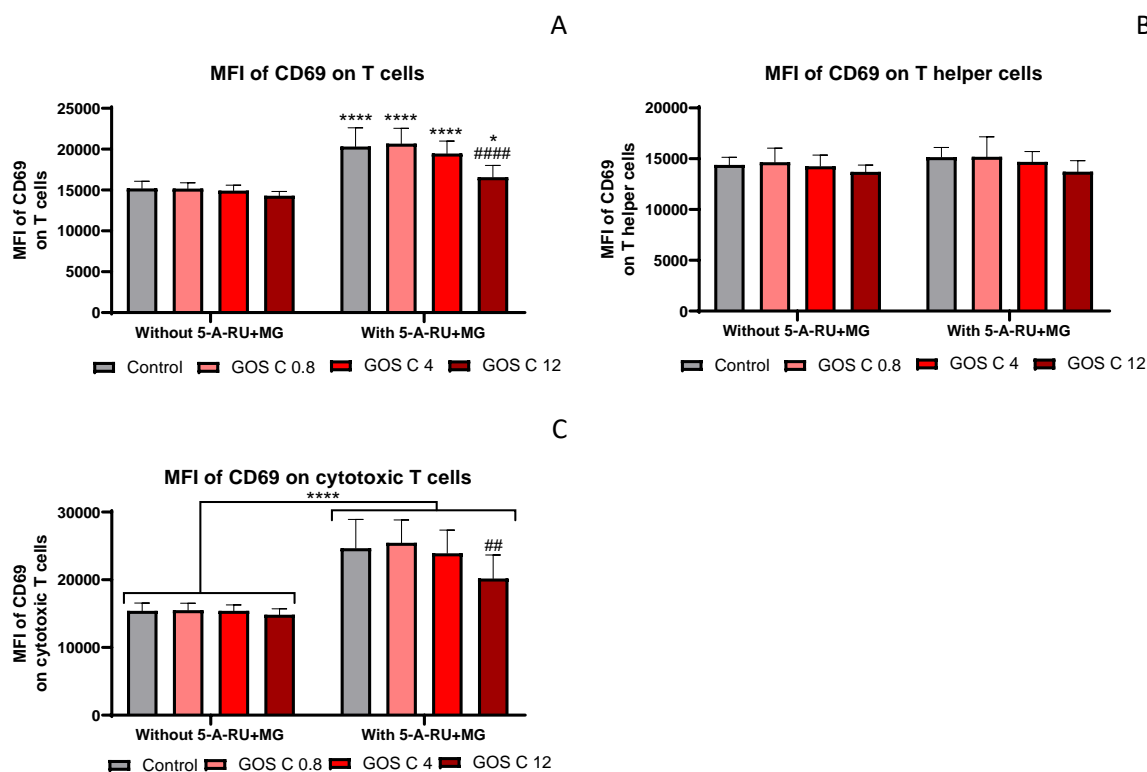 A
MFI of CD69 on T cells
MFI of CD69
on T cells
25000
20000
15000
10000
5000
0
**** **** **** *
####
Without 5-A-RU+MG With 5-A-RU+MG
Control GOS C 0.8 GOS C 4 GOS C 12
B
MFI of CD69 on T helper cells
MFI of CD69
on T helper cells
20000
15000
10000
5000
0
Without 5-A-RU+MG With 5-A-RU+MG
Control GOS C 0.8 GOS C 4 GOS C 12
C
MFI of CD69 on cytotoxic T cells
MFI of CD69
on cytotoxic T cells
30000
20000
10000
0
****
##
Without 5-A-RU+MG With 5-A-RU+MG
Control GOS C 0.8 GOS C 4 GOS C 12